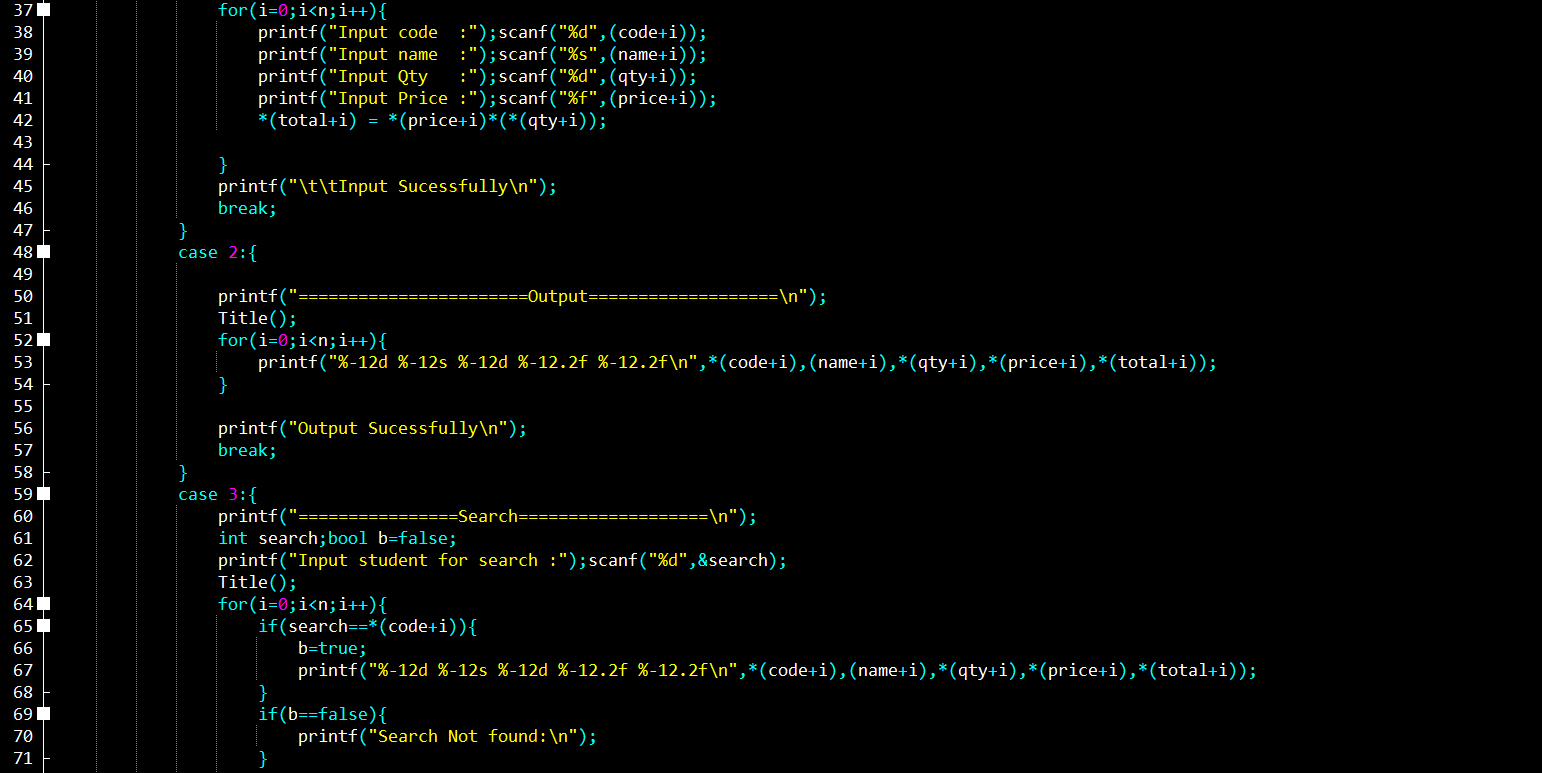 37 for(i=0;i<n;i++){
38 printf("Input code  :");scanf("%d",(code+i));
39 printf("Input name  :");scanf("%s",(name+i));
40 printf("Input Qty   :");scanf("%d",(qty+i));
41 printf("Input Price :");scanf("%f",(price+i));
42 *(total+i) = *(price+i)*(*(qty+i));
43
44 }
45 printf("\t\tInput Sucessfully\n");
46 break;
47 }
48 case 2:{
49
50 printf("=======================Output===================\n");
51 Title();
52 for(i=0;i<n;i++){
53 printf("%-12d %-12s %-12d %-12.2f %-12.2f\n",*(code+i),(name+i),*(qty+i),*(price+i),*(total+i));
54 }
55
56 printf("Output Sucessfully\n");
57 break;
58 }
59 case 3:{
60 printf("================Search===================\n");
61 int search;bool b=false;
62 printf("Input student for search :");scanf("%d",&search);
63 Title();
64 for(i=0;i<n;i++){
65 if(search==*(code+i)){
66 b=true;
67 printf("%-12d %-12s %-12d %-12.2f %-12.2f\n",*(code+i),(name+i),*(qty+i),*(price+i),*(total+i));
68 }
69 if(b==false){
70 printf("Search Not found:\n");
71 }